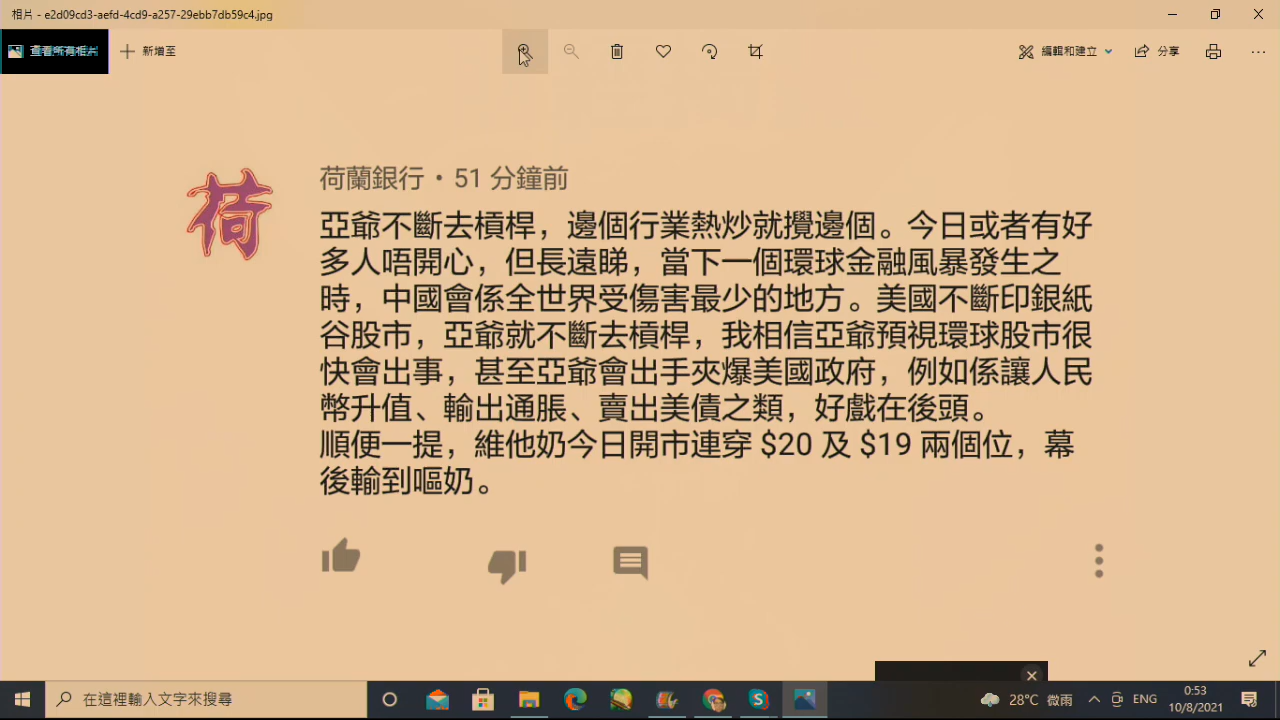 相片 - e2d09cd3-aefd-4cd9-a257-29ebb7db59c4.jpg
查看所有相片
新增至
編輯和建立
分享
荷
荷蘭銀行・51 分鐘前
亞爺不斷去槓桿，邊個行業熱炒就攪邊個。今日或者有好
多人唔開心，但長遠睇，當下一個環球金融風暴發生之
時，中國會係全世界受傷害最少的地方。美國不斷印銀紙
谷股市，亞爺就不斷去槓桿，我相信亞爺預視環球股市很
快會出事，甚至亞爺會出手夾爆美國政府，例如係讓人民
幣升值、輸出通脹、賣出美債之類，好戲在後頭。
順便一提，維他奶今日開市連穿 $20 及 $19 兩個位，幕
後輸到嘔奶。
在這裡輸入文字來搜尋
28°C 微雨
ENG
0:53
10/8/2021